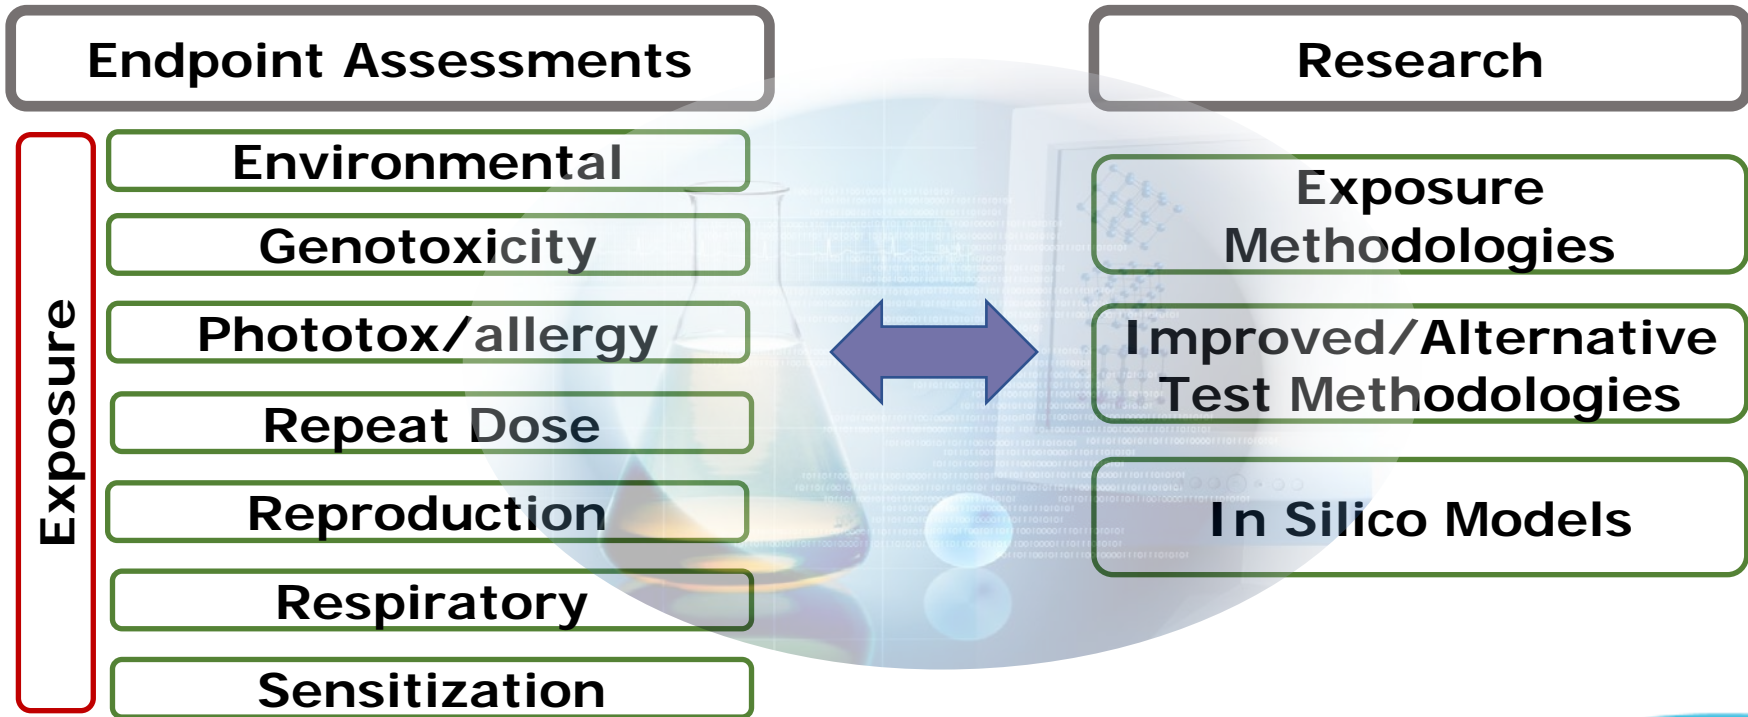 Endpoint Assessments
Exposure
Environmental
Genotoxicity
Phototox/allergy
Repeat Dose
Reproduction
Respiratory
Sensitization
Research
Exposure
Methodologies
Improved/Alternative
Test Methodologies
In Silico Models